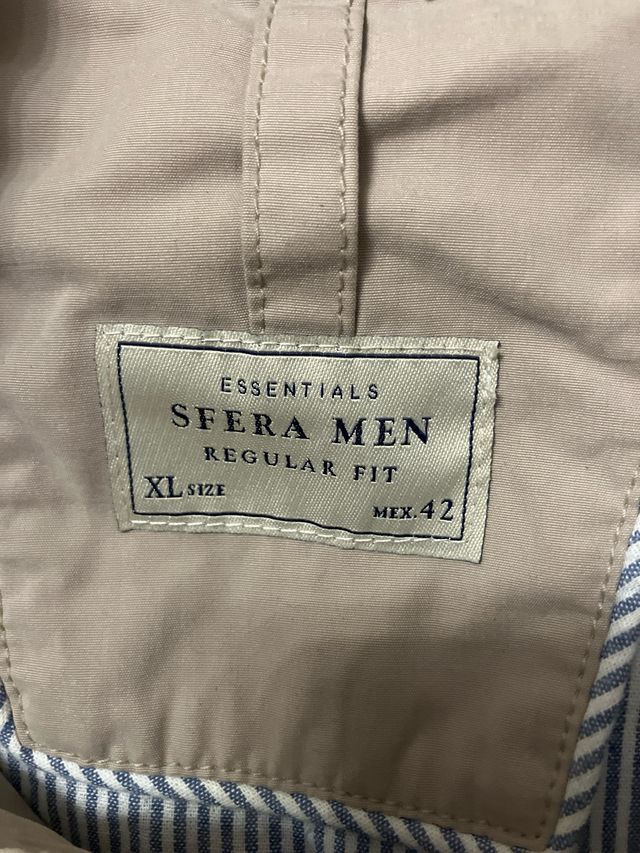 ESSENTIALS
SFERA MEN
REGULAR FIT
XL SIZE
MEX. 42